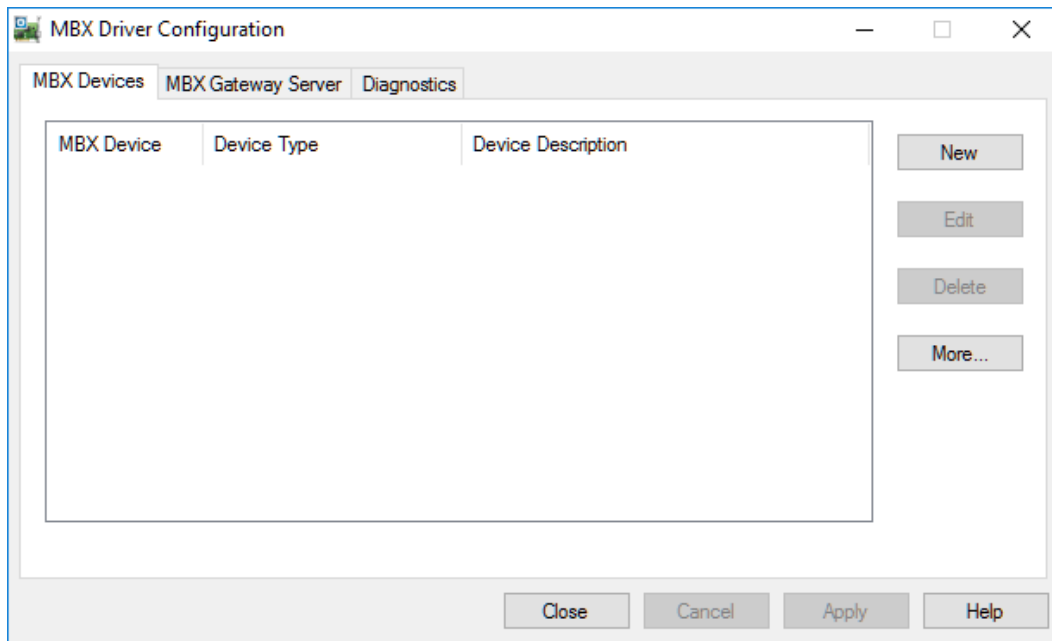 MBX Driver Configuration
MBX Devices MBX Gateway Server Diagnostics
MBX Device Device Type Device Description
New
Edit
Delete
More...
Close Cancel Apply Help